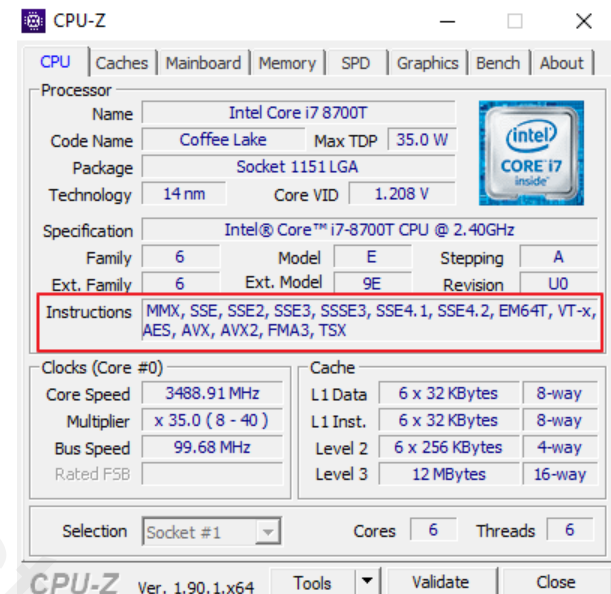 CPU-Z
CPU Caches Mainboard Memory SPD Graphics Bench About
Processor
Name Intel Core i7 8700T
Code Name Coffee Lake Max TDP 35.0 W
Package Socket 1151 LGA
Technology 14 nm Core VID 1.208 V
intel
CORE i7
inside™
Specification Intel® Core™ i7-8700T CPU @ 2.40GHz
Family 6 Model E Stepping A
Ext. Family 6 Ext. Model 9E Revision U0
Instructions MMX, SSE, SSE2, SSE3, SSSE3, SSE4.1, SSE4.2, EM64T, VT-x,
AES, AVX, AVX2, FMA3, TSX
Clocks (Core #0)
Core Speed 3488.91 MHz
Multiplier x 35.0 ( 8 - 40 )
Bus Speed 99.68 MHz
Rated FSB
Cache
L1 Data 6 x 32 KBytes 8-way
L1 Inst. 6 x 32 KBytes 8-way
Level 2 6 x 256 KBytes 4-way
Level 3 12 MBytes 16-way
Selection Socket #1 Cores 6 Threads 6
CPU-Z Ver. 1.90.1.x64 Tools Validate Close